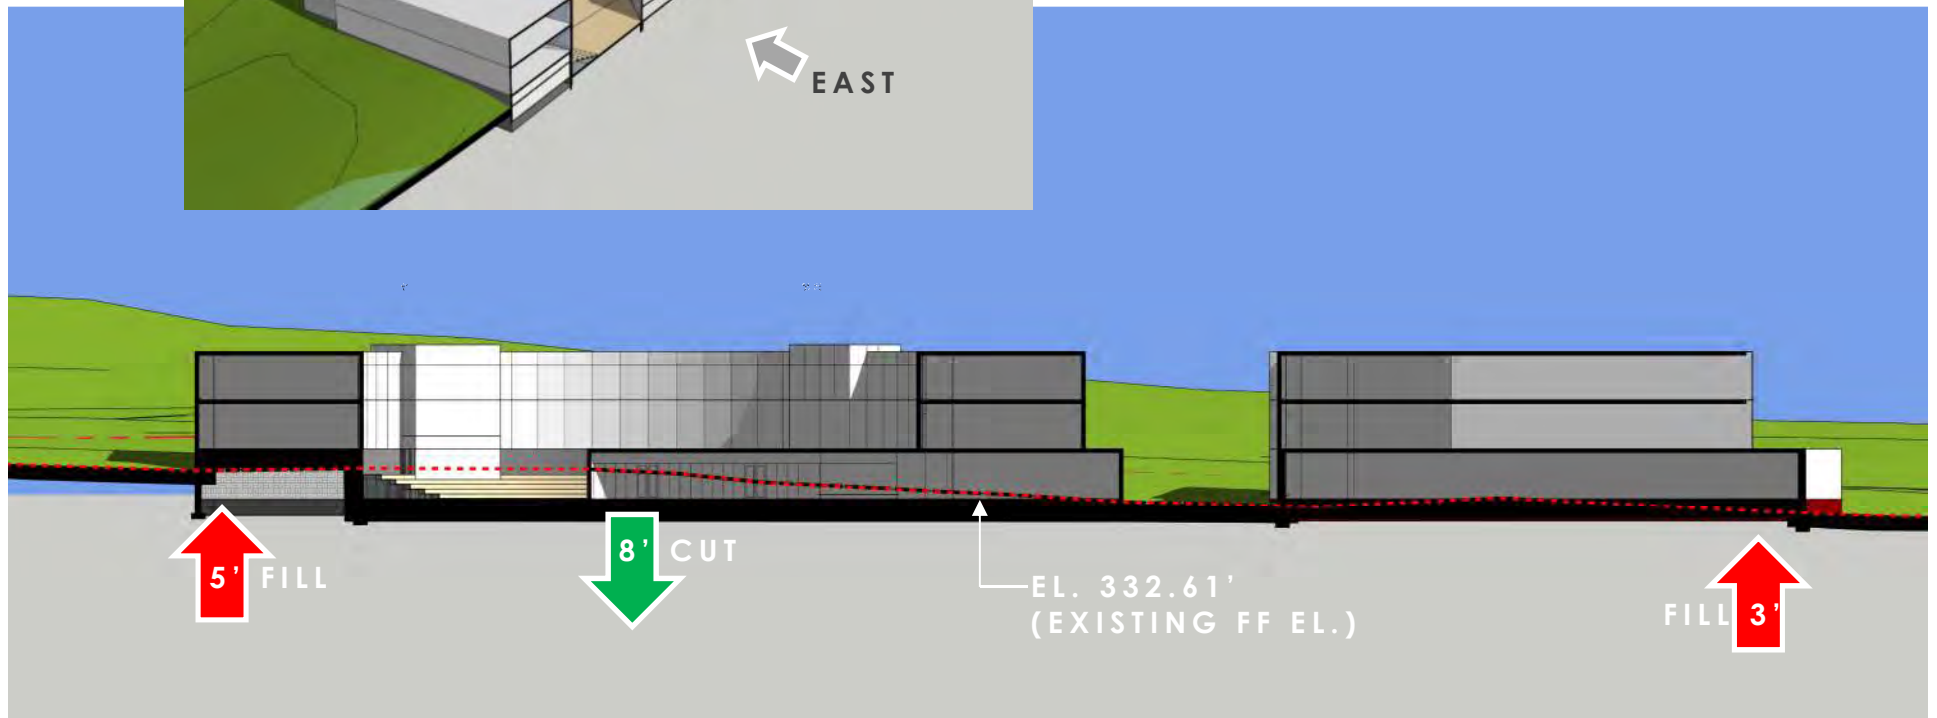 EAST
8' CUT
5' FILL
EL. 332.61'
(EXISTING FF EL.)
FILL 3'